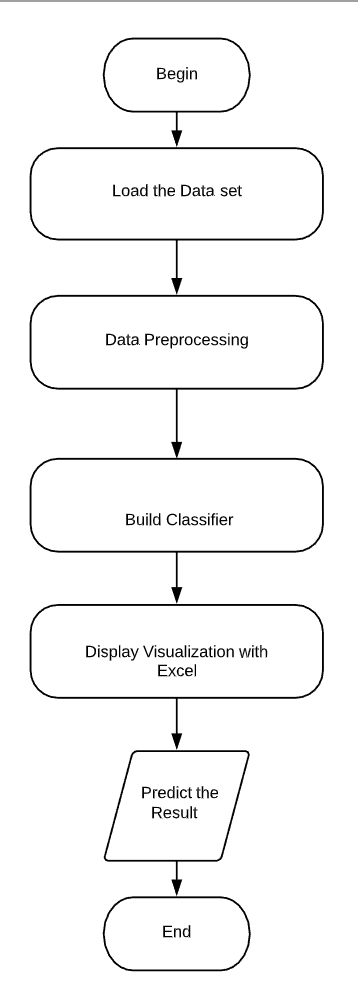 Begin
Load the Data set
Data Preprocessing
Build Classifier
Display Visualization with
Excel
Predict the
Result
End